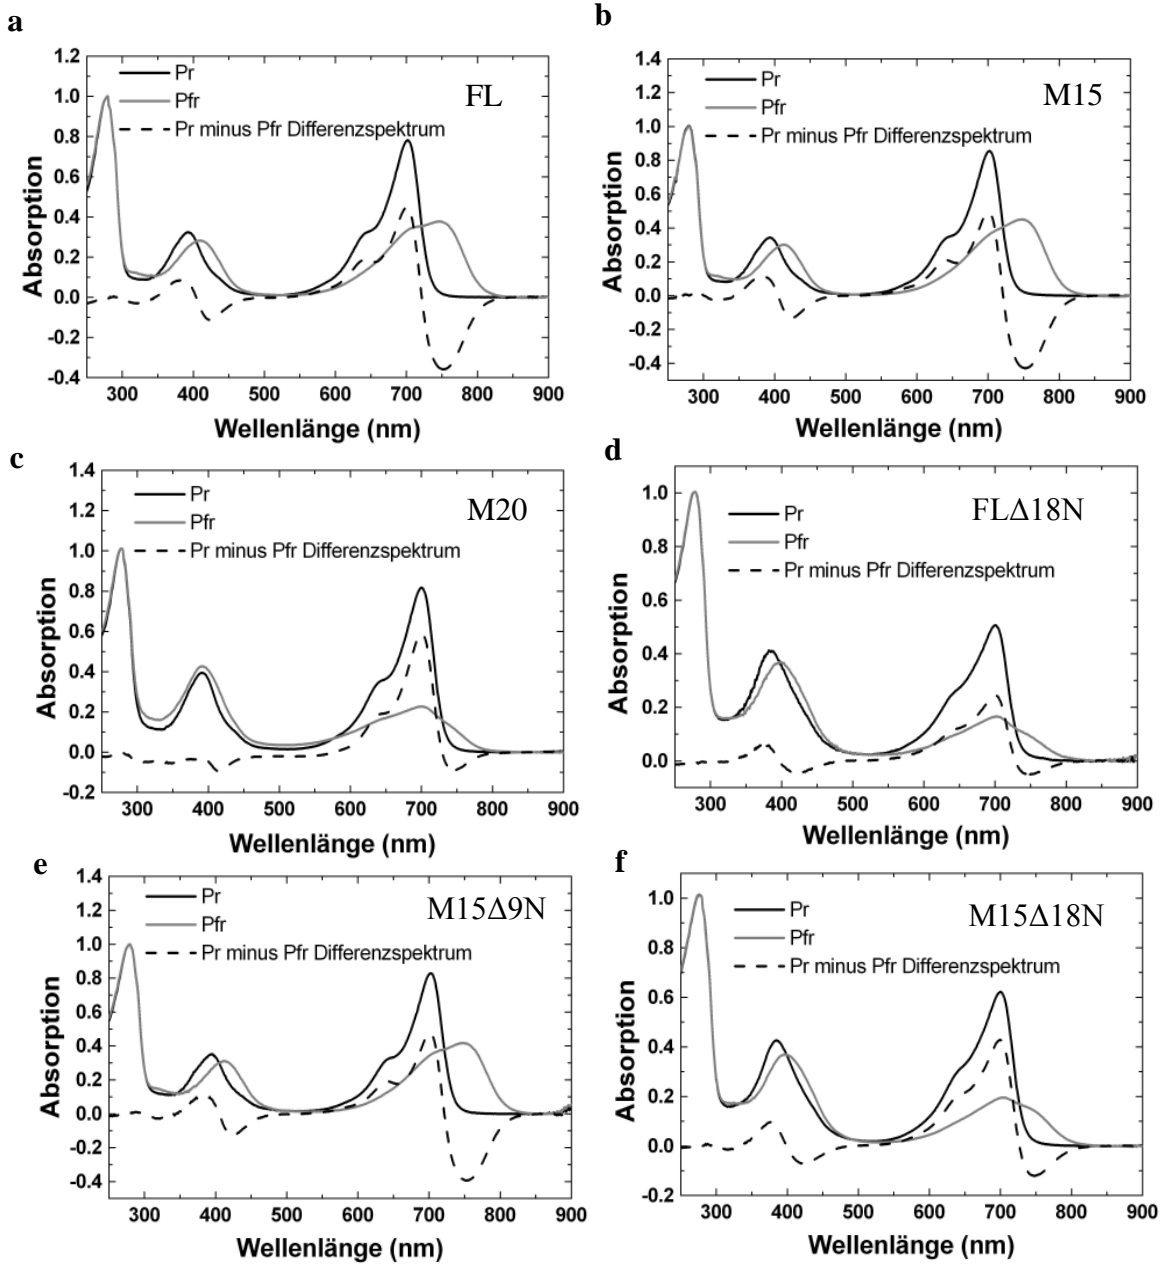 a
1.2
1.0
0.8
0.6
0.4
0.2
0.0
-0.2
-0.4
Absorption
Pr
Pfr
Pr minus Pfr Differenzspektrum
FL
300 400 500 600 700 800 900
Wellenlänge (nm)
b
1.4
1.2
1.0
0.8
0.6
0.4
0.2
0.0
-0.2
-0.4
Absorption
Pr
Pfr
Pr minus Pfr Differenzspektrum
M15
300 400 500 600 700 800 900
Wellenlänge (nm)
c
1.4
1.2
1.0
0.8
0.6
0.4
0.2
0.0
-0.2
Absorption
Pr
Pfr
Pr minus Pfr Differenzspektrum
M20
300 400 500 600 700 800 900
Wellenlänge (nm)
d
1.0
0.8
0.6
0.4
0.2
0.0
Absorption
Pr
Pfr
Pr minus Pfr Differenzspektrum
FLΔ18N
300 400 500 600 700 800 900
Wellenlänge (nm)
e
1.4
1.2
1.0
0.8
0.6
0.4
0.2
0.0
-0.2
-0.4
Absorption
Pr
Pfr
Pr minus Pfr Differenzspektrum
M15Δ9N
300 400 500 600 700 800 900
Wellenlänge (nm)
f
1.0
0.8
0.6
0.4
0.2
0.0
-0.2
Absorption
Pr
Pfr
Pr minus Pfr Differenzspektrum
M15Δ18N
300 400 500 600 700 800 900
Wellenlänge (nm)